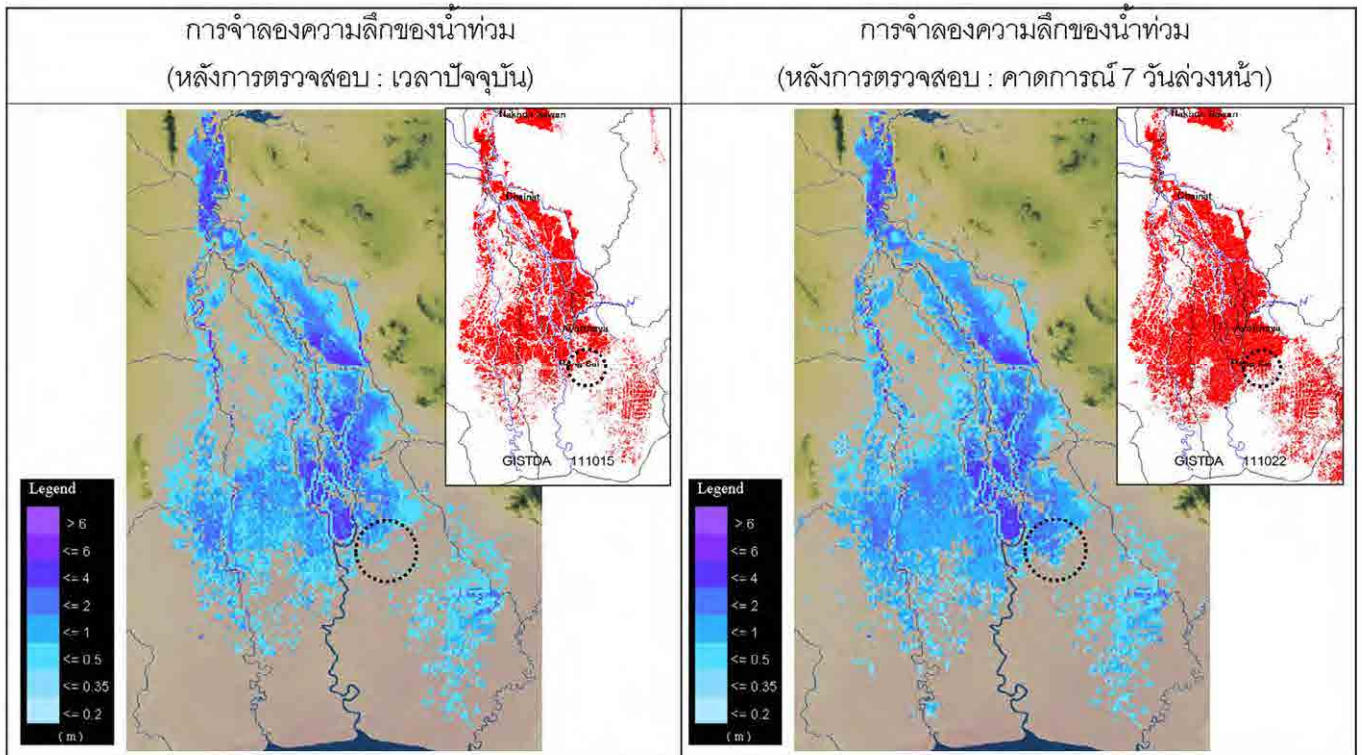 การจำลองความลึกของน้ำท่วม
(หลังการตรวจสอบ : เวลาปัจจุบัน)
การจำลองความลึกของน้ำท่วม
(หลังการตรวจสอบ : คาดการณ์ 7 วันล่วงหน้า)
Nakhon Sawan
Chainat
Ayutthaya
GISTDA 111015
Legend
> 6
<= 6
<= 4
<= 2
<= 1
<= 0.5
<= 0.35
<= 0.2
( m )
Nakhon Sawan
Chainat
Ayutthaya
GISTDA 111022
Legend
> 6
<= 6
<= 4
<= 2
<= 1
<= 0.5
<= 0.35
<= 0.2
( m )